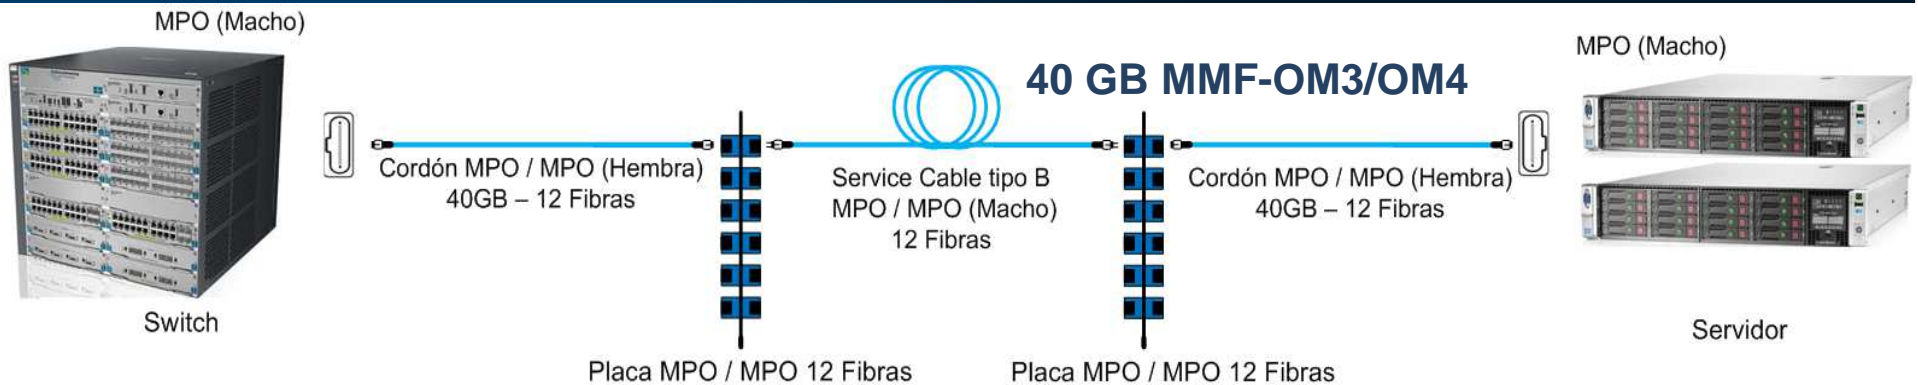 MPO (Macho)
MPO (Macho)
40 GB MMF-OM3/OM4
Cordón MPO / MPO (Hembra)
40GB – 12 Fibras
Service Cable tipo B
MPO / MPO (Macho)
12 Fibras
Cordón MPO / MPO (Hembra)
40GB – 12 Fibras
Switch
Servidor
Placa MPO / MPO 12 Fibras
Placa MPO / MPO 12 Fibras